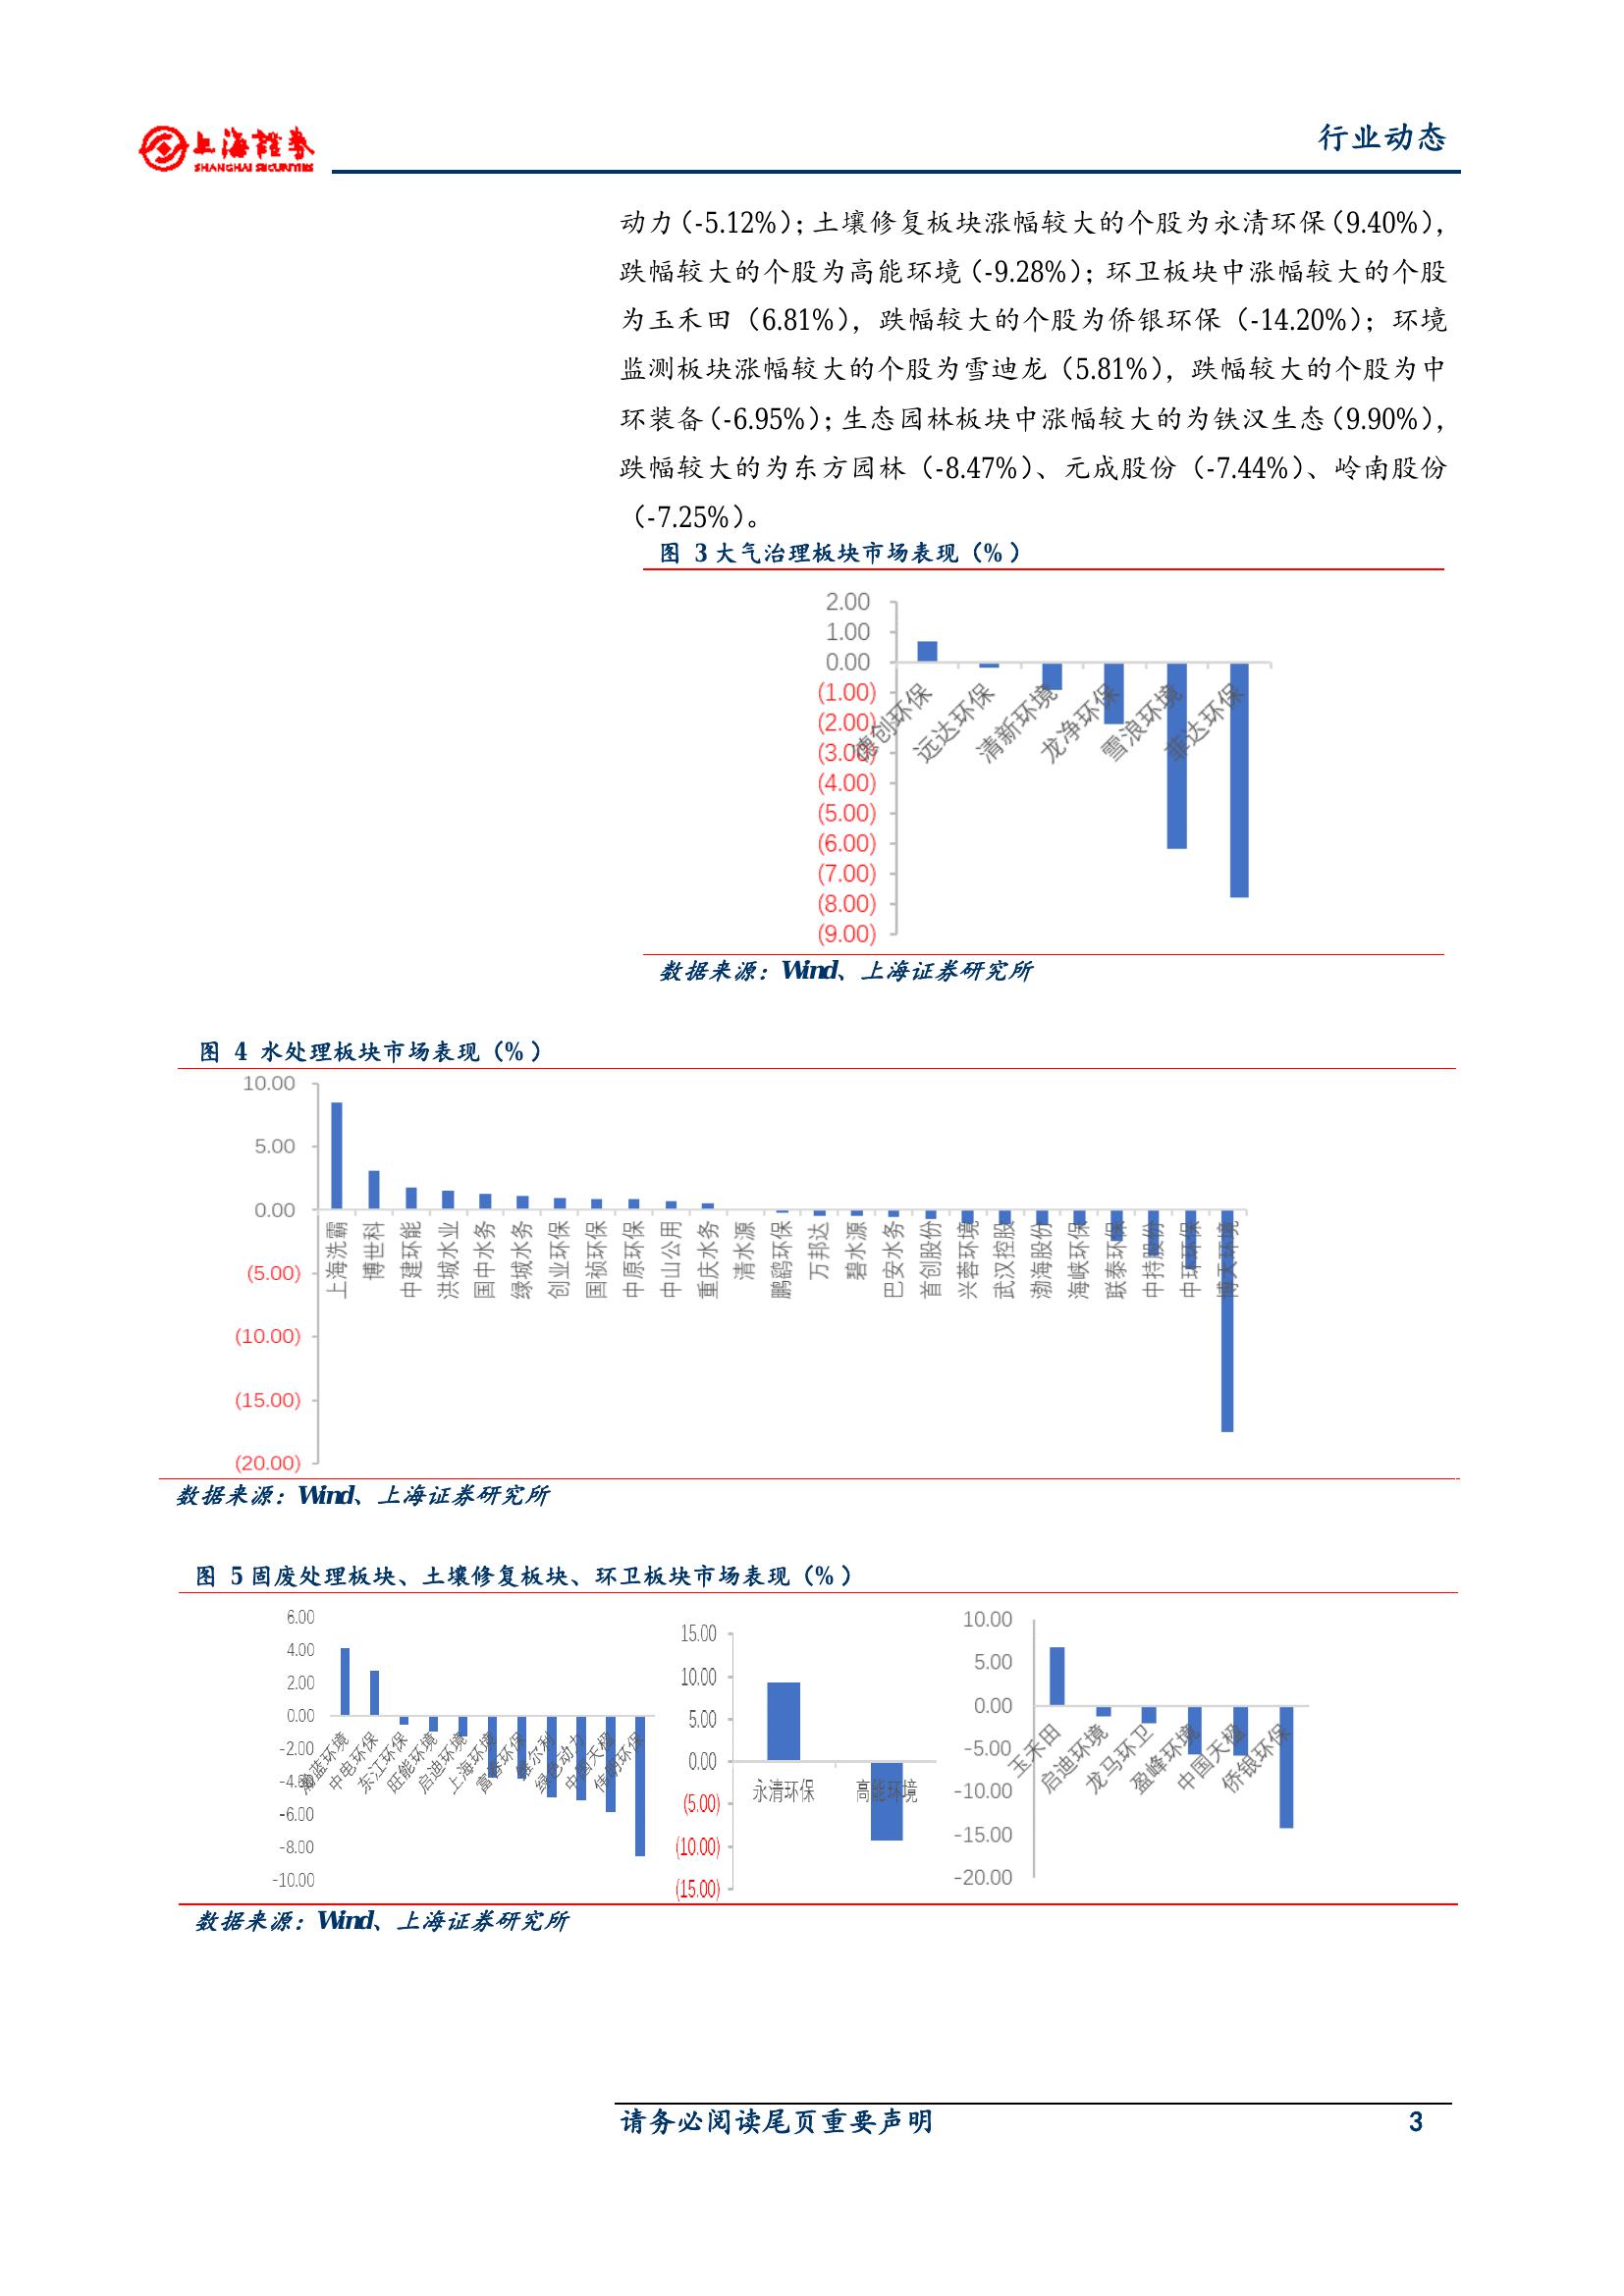 上海證券
SHANGHAI SECURITIES
行业动态
动力（-5.12%）；土壤修复板块涨幅较大的个股为永清环保（9.40%），
跌幅较大的个股为高能环境（-9.28%）；环卫板块中涨幅较大的个股
为玉禾田（6.81%），跌幅较大的个股为侨银环保（-14.20%）；环境
监测板块涨幅较大的个股为雪迪龙（5.81%），跌幅较大的个股为中
环装备（-6.95%）；生态园林板块中涨幅较大的为铁汉生态（9.90%），
跌幅较大的为东方园林（-8.47%）、元成股份（-7.44%）、岭南股份
（-7.25%）。
图 3 大气治理板块市场表现（%）
2.00
1.00
0.00
(1.00)
(2.00)
(3.00)
(4.00)
(5.00)
(6.00)
(7.00)
(8.00)
(9.00)
德创环保
远达环保
清新环境
龙净环保
雪浪环境
菲达环保
数据来源：Wind、上海证券研究所
图 4 水处理板块市场表现（%）
10.00
5.00
0.00
(5.00)
(10.00)
(15.00)
(20.00)
上海洗霸
博世科
中建环能
洪城水业
国中水务
绿城水务
创业环保
国祯环保
中原环保
中山公用
重庆水务
清水源
鹏鹞环保
万邦达
碧水源
巴安水务
首创股份
兴蓉环境
武汉控股
渤海股份
海峡环保
联泰环保
中持股份
中环环保
博天环境
数据来源：Wind、上海证券研究所
图 5 固废处理板块、土壤修复板块、环卫板块市场表现（%）
6.00
4.00
2.00
0.00
-2.00
-4.00
-6.00
-8.00
-10.00
瀚蓝环境
中电环保
东江环保
旺能环境
启迪环境
上海环境
富春环保
维尔利
绿色动力
中国天楹
伟明环保
15.00
10.00
5.00
0.00
(5.00)
(10.00)
(15.00)
永清环保
高能环境
10.00
5.00
0.00
-5.00
-10.00
-15.00
-20.00
玉禾田
启迪环境
龙马环卫
盈峰环境
中国天楹
侨银环保
数据来源：Wind、上海证券研究所
请务必阅读尾页重要声明
3